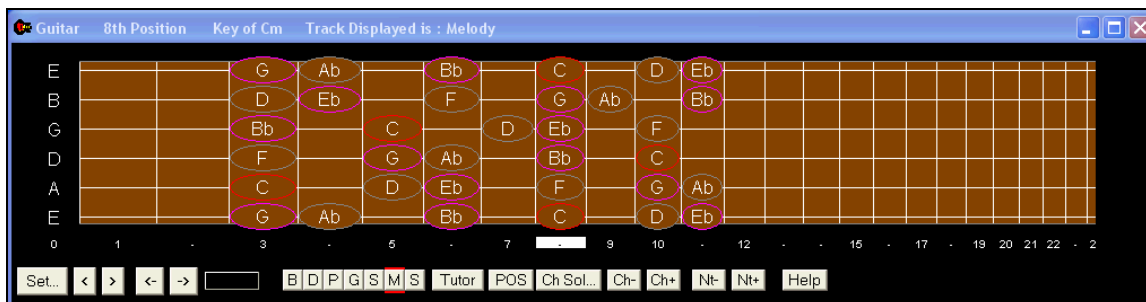 Guitar 8th Position Key of Cm Track Displayed is : Melody
E G Ab Bb C D Eb
B D Eb F G Ab Bb
G Bb C D Eb F
D F G Ab Bb C
A C D Eb F G Ab
E G Ab Bb C D Eb
0 1 - 3 - 5 - 7 - 9 10 - 12 - - 15 - 17 - 19 20 21 22 - 2
Set... < > <- -> B D P G S M S Tutor POS Ch Sol... Ch- Ch+ Nt- Nt+ Help